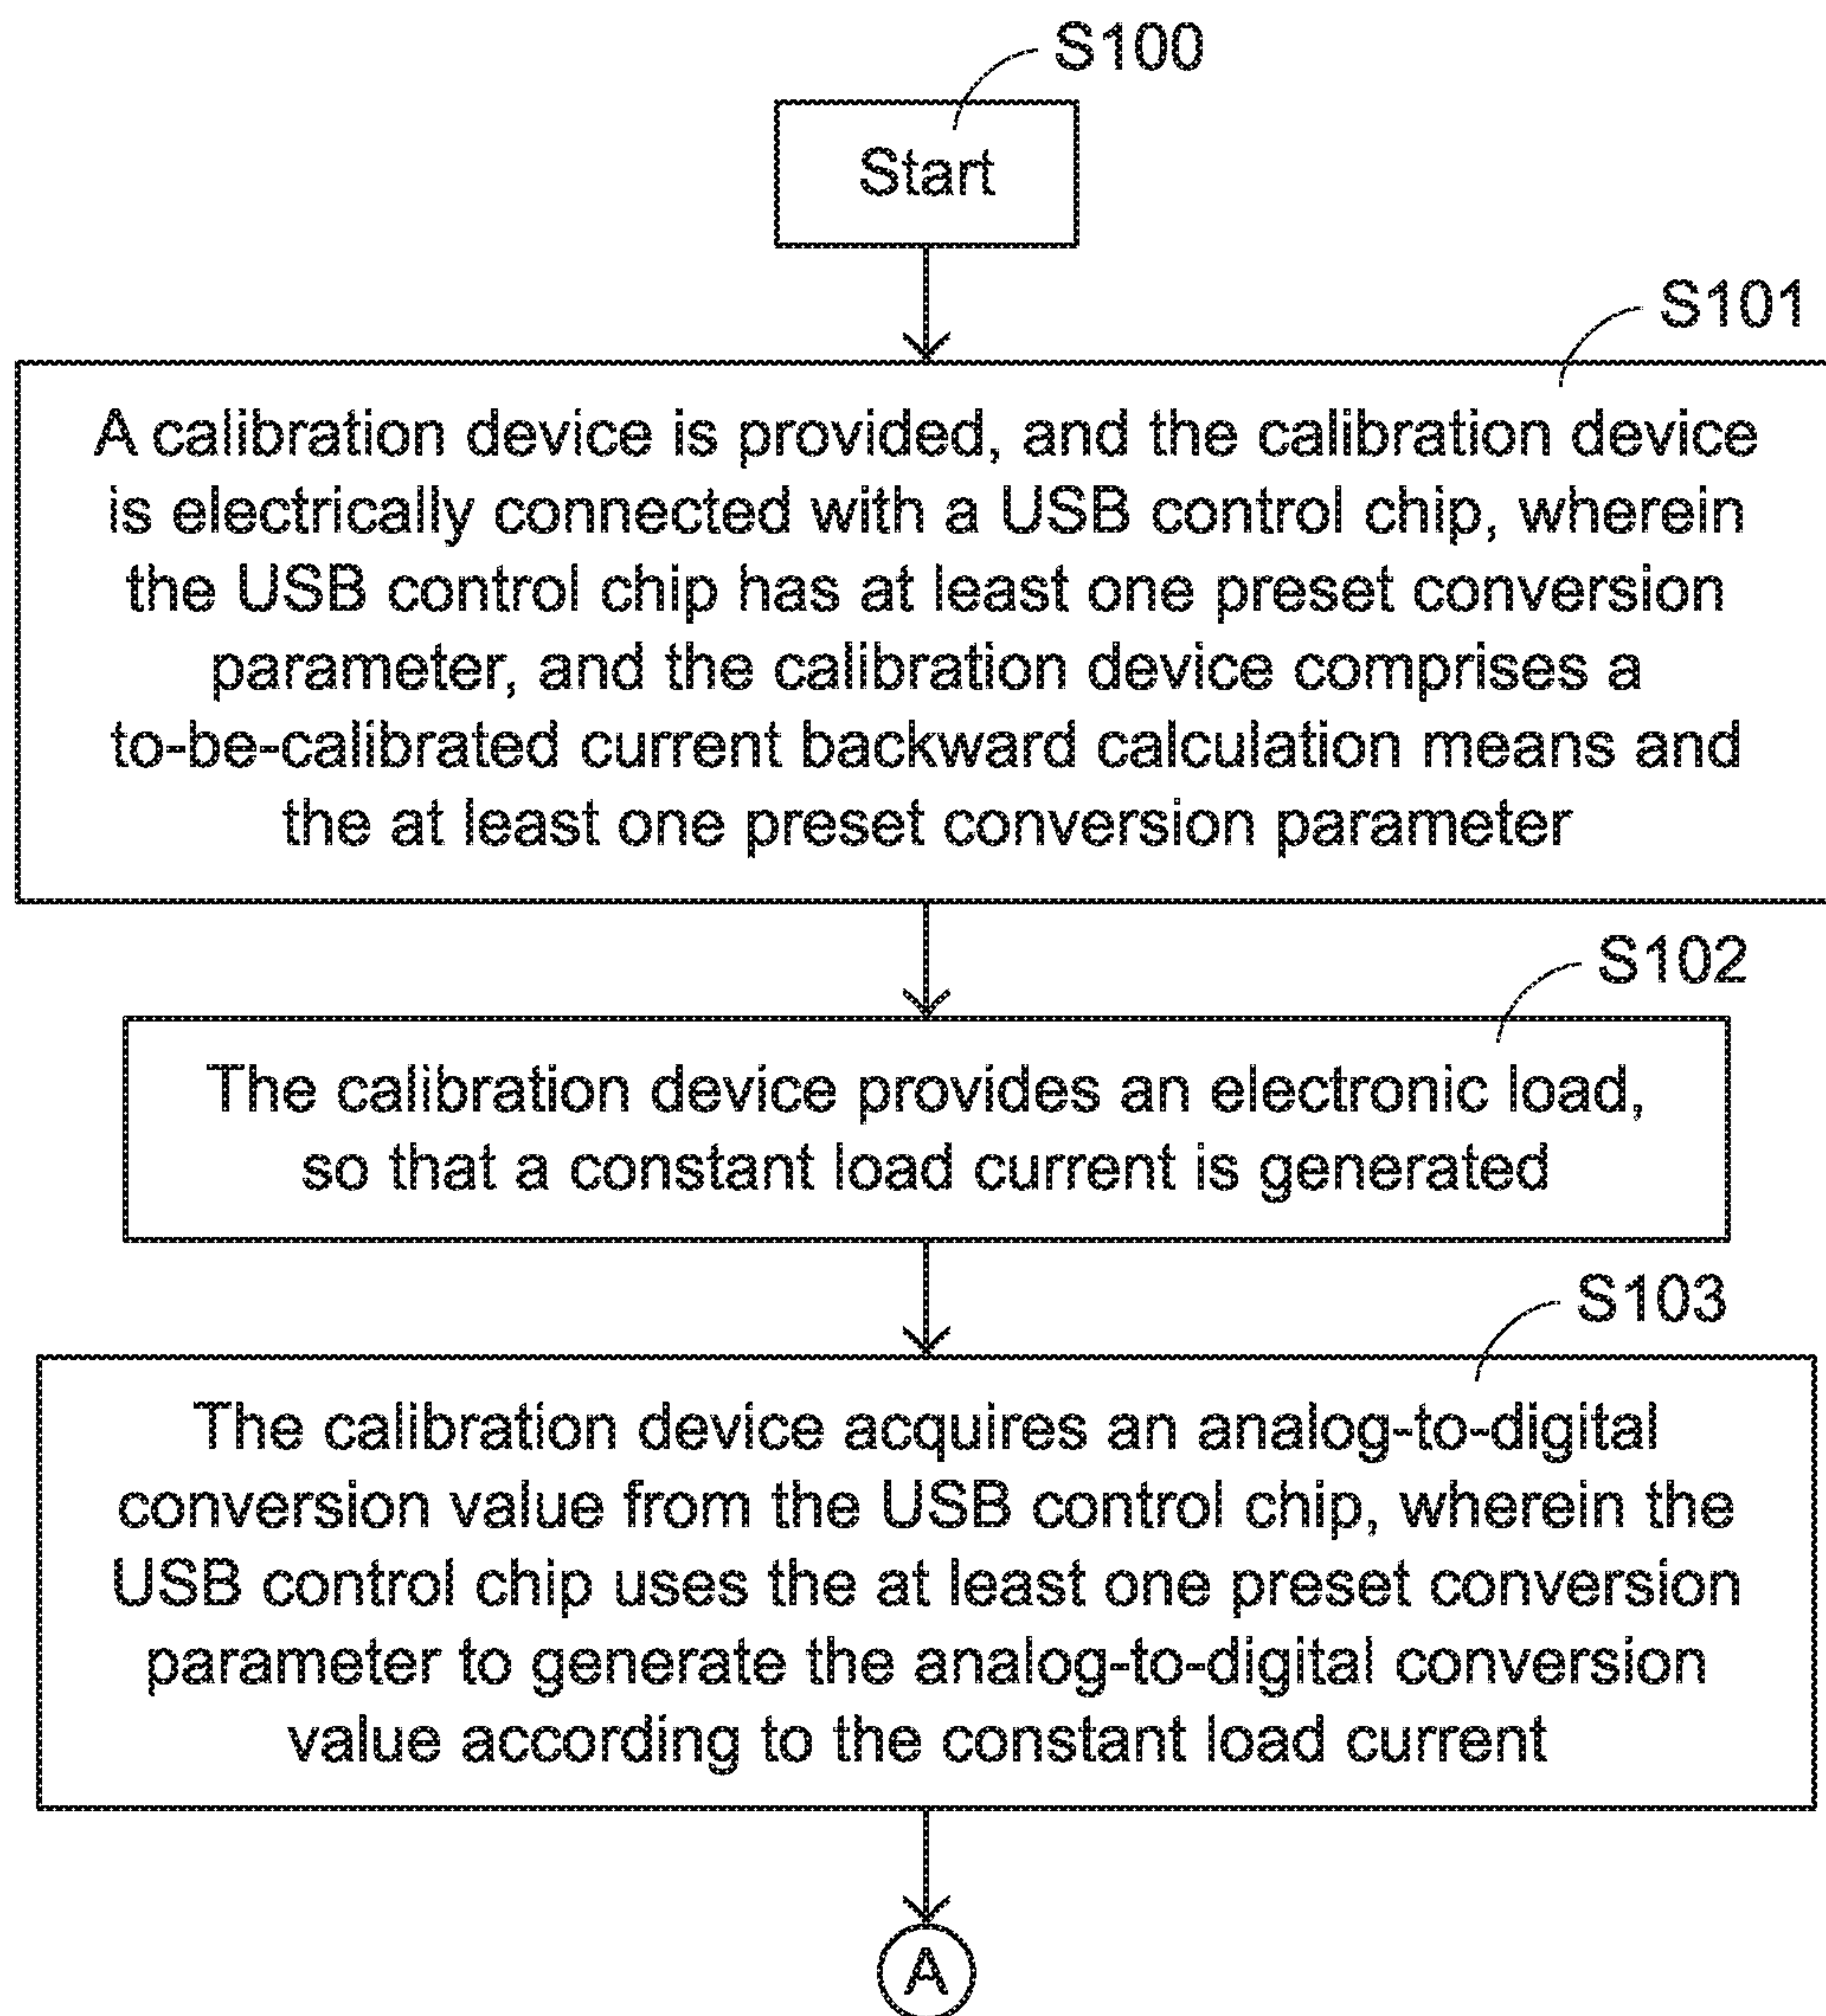 S100
Start
S101
A calibration device is provided, and the calibration device
is electrically connected with a USB control chip, wherein
the USB control chip has at least one preset conversion
parameter, and the calibration device comprises a
to-be-calibrated current backward calculation means and
the at least one preset conversion parameter
S102
The calibration device provides an electronic load,
so that a constant load current is generated
S103
The calibration device acquires an analog-to-digital
conversion value from the USB control chip, wherein the
USB control chip uses the at least one preset conversion
parameter to generate the analog-to-digital conversion
value according to the constant load current
A